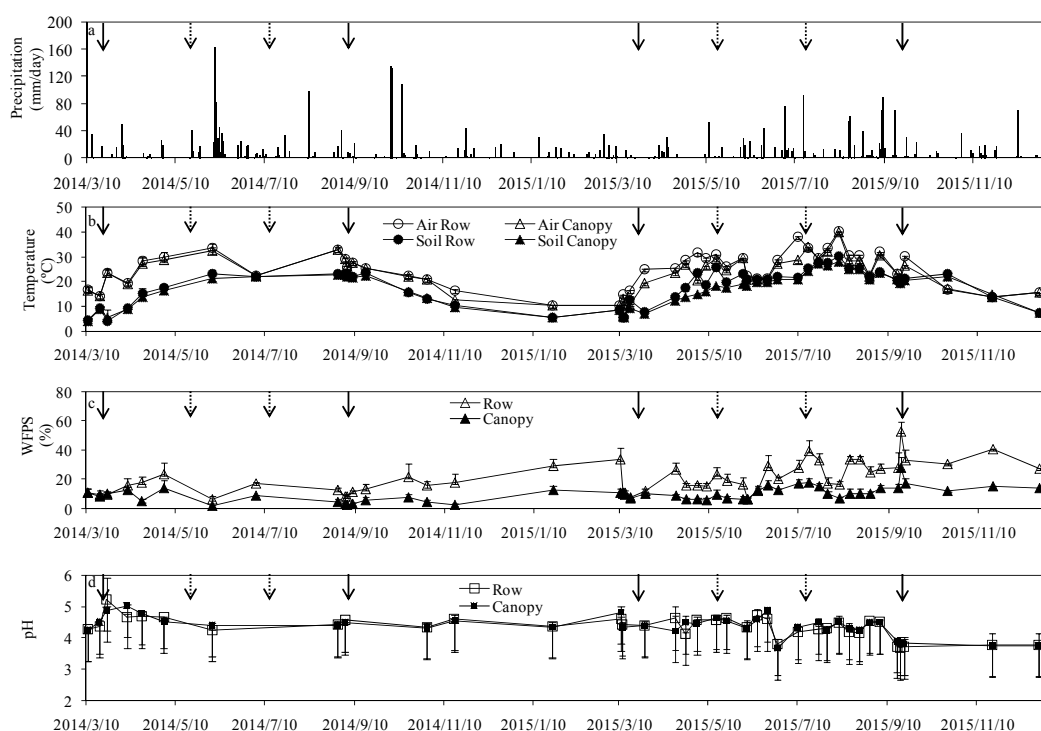 a
Precipitation
(mm/day)
200
160
120
80
40
0
2014/3/10 2014/5/10 2014/7/10 2014/9/10 2014/11/10 2015/1/10 2015/3/10 2015/5/10 2015/7/10 2015/9/10 2015/11/10
b
Temperature
(°C)
50
40
30
20
10
0
Air Row Air Canopy
Soil Row Soil Canopy
2014/3/10 2014/5/10 2014/7/10 2014/9/10 2014/11/10 2015/1/10 2015/3/10 2015/5/10 2015/7/10 2015/9/10 2015/11/10
c
WFPS
(%)
80
60
40
20
0
Row
Canopy
2014/3/10 2014/5/10 2014/7/10 2014/9/10 2014/11/10 2015/1/10 2015/3/10 2015/5/10 2015/7/10 2015/9/10 2015/11/10
d
pH
6
5
4
3
2
Row
Canopy
2014/3/10 2014/5/10 2014/7/10 2014/9/10 2014/11/10 2015/1/10 2015/3/10 2015/5/10 2015/7/10 2015/9/10 2015/11/10